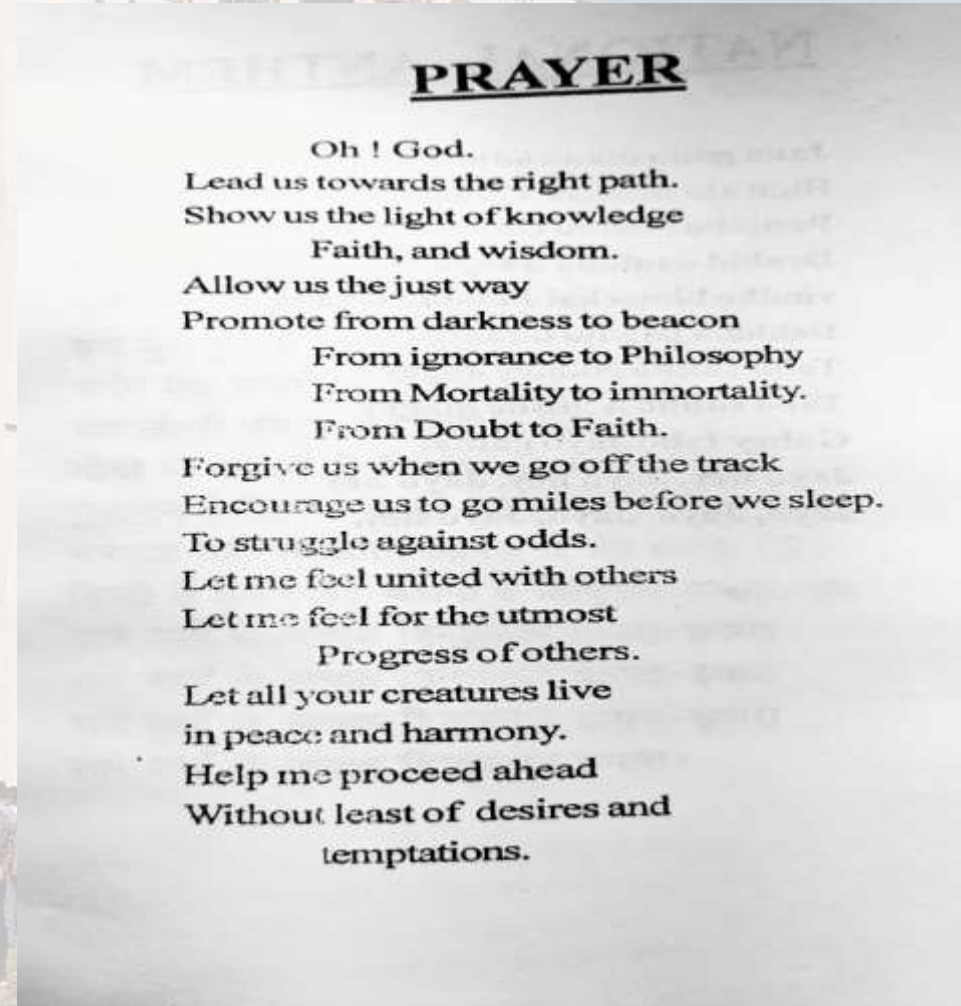 PRAYER
Oh ! God.
Lead us towards the right path.
Show us the light of knowledge
Faith, and wisdom.
Allow us the just way
Promote from darkness to beacon
From ignorance to Philosophy
From Mortality to immortality.
From Doubt to Faith.
Forgive us when we go off the track
Encourage us to go miles before we sleep.
To struggle against odds.
Let me feel united with others
Let me feel for the utmost
Progress of others.
Let all your creatures live
in peace and harmony.
Help me proceed ahead
Without least of desires and
temptations.